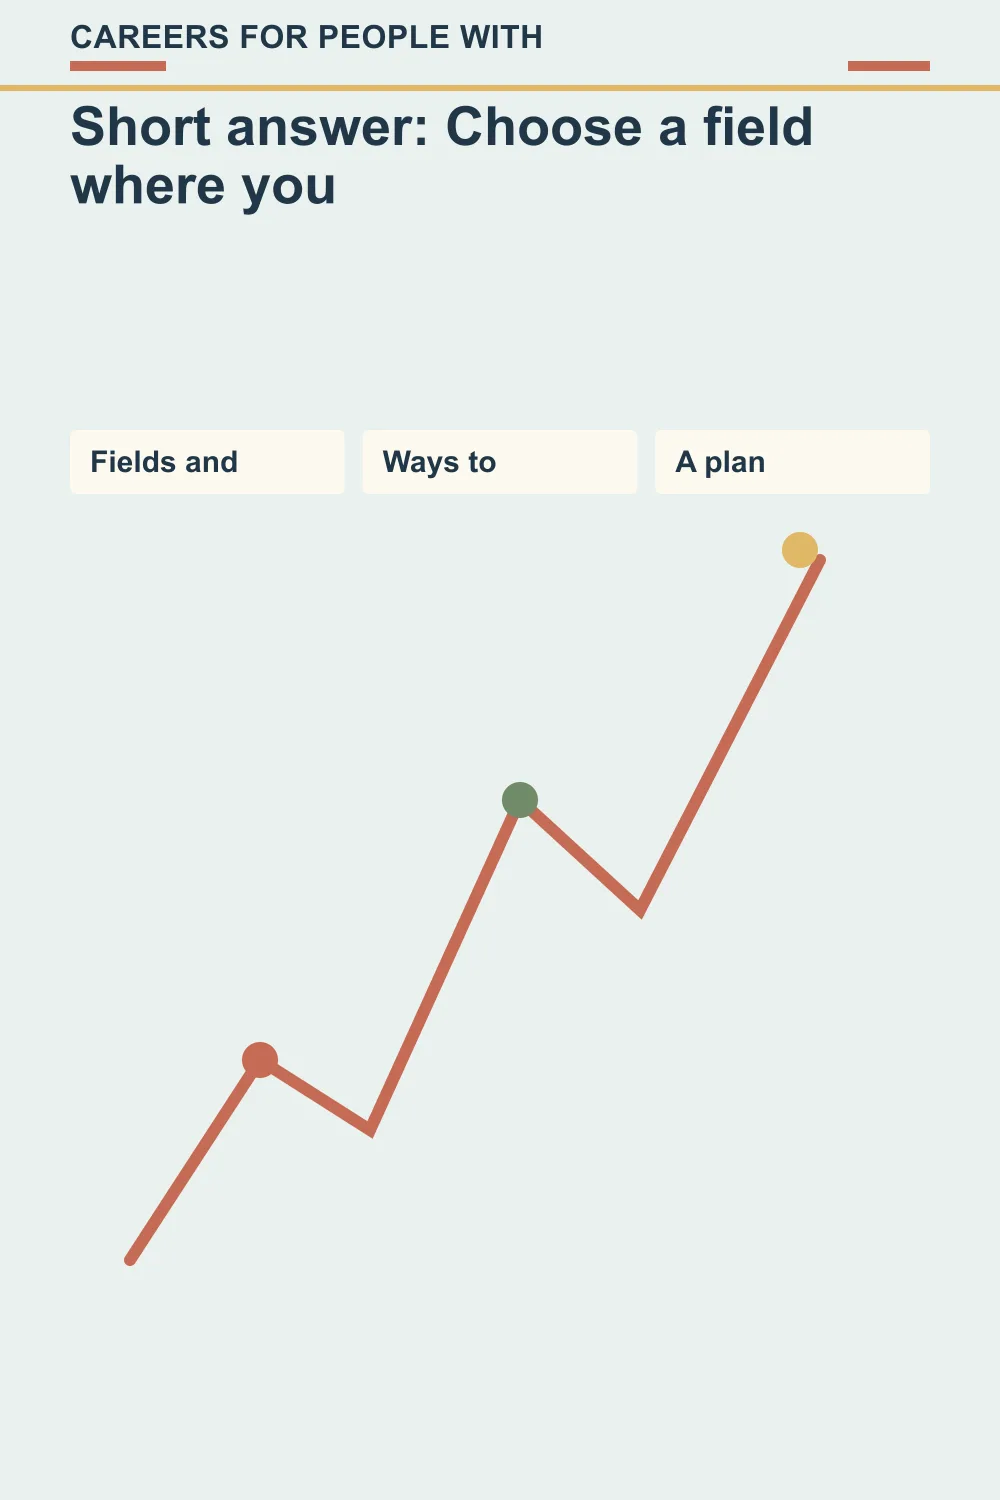 CAREERS FOR PEOPLE WITH
Short answer: Choose a field
where you
Fields and
Ways to
A plan